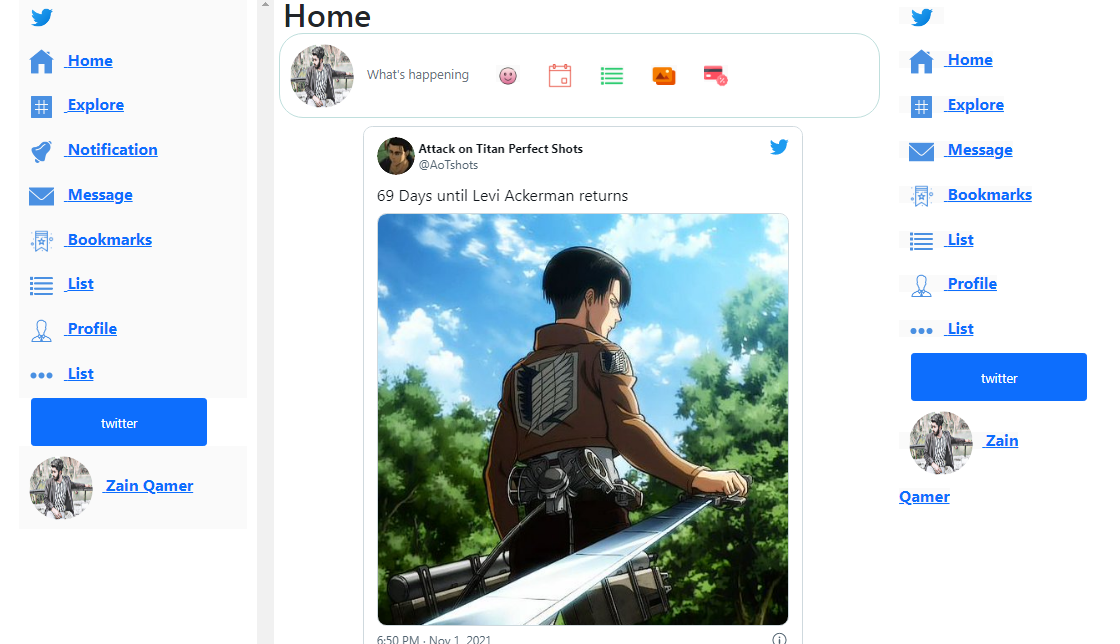 Home
Explore
Notification
Message
Bookmarks
List
Profile
List
twitter
Zain Qamer
Home
What's happening
Attack on Titan Perfect Shots
@AoTshots
69 Days until Levi Ackerman returns
6:50 PM · Nov 1, 2021
Home
Explore
Message
Bookmarks
List
Profile
List
twitter
Zain
Qamer